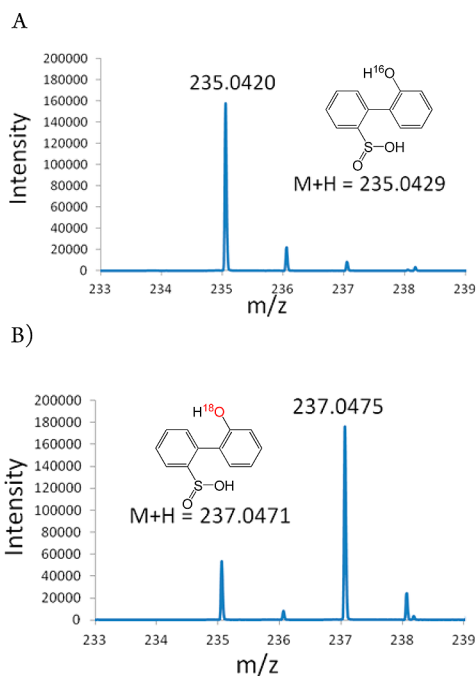 A
Intensity
200000
180000
160000
140000
120000
100000
80000
60000
40000
20000
0
235.0420
H¹⁶O
S
OH
O
M+H = 235.0429
233 234 235 236 237 238 239
m/z
B)
Intensity
200000
180000
160000
140000
120000
100000
80000
60000
40000
20000
0
237.0475
H¹⁸O
S
OH
O
M+H = 237.0471
233 234 235 236 237 238 239
m/z